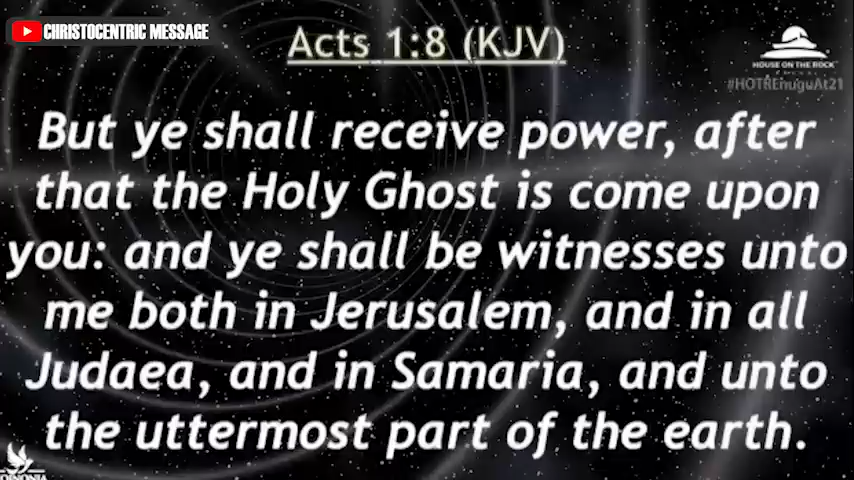 CHRISTOCENTRIC MESSAGE
Acts 1:8 (KJV)
HOUSE ON THE ROCK
#HOTREnuguAt21
But ye shall receive power, after
that the Holy Ghost is come upon
you: and ye shall be witnesses unto
me both in Jerusalem, and in all
Judaea, and in Samaria, and unto
the uttermost part of the earth.